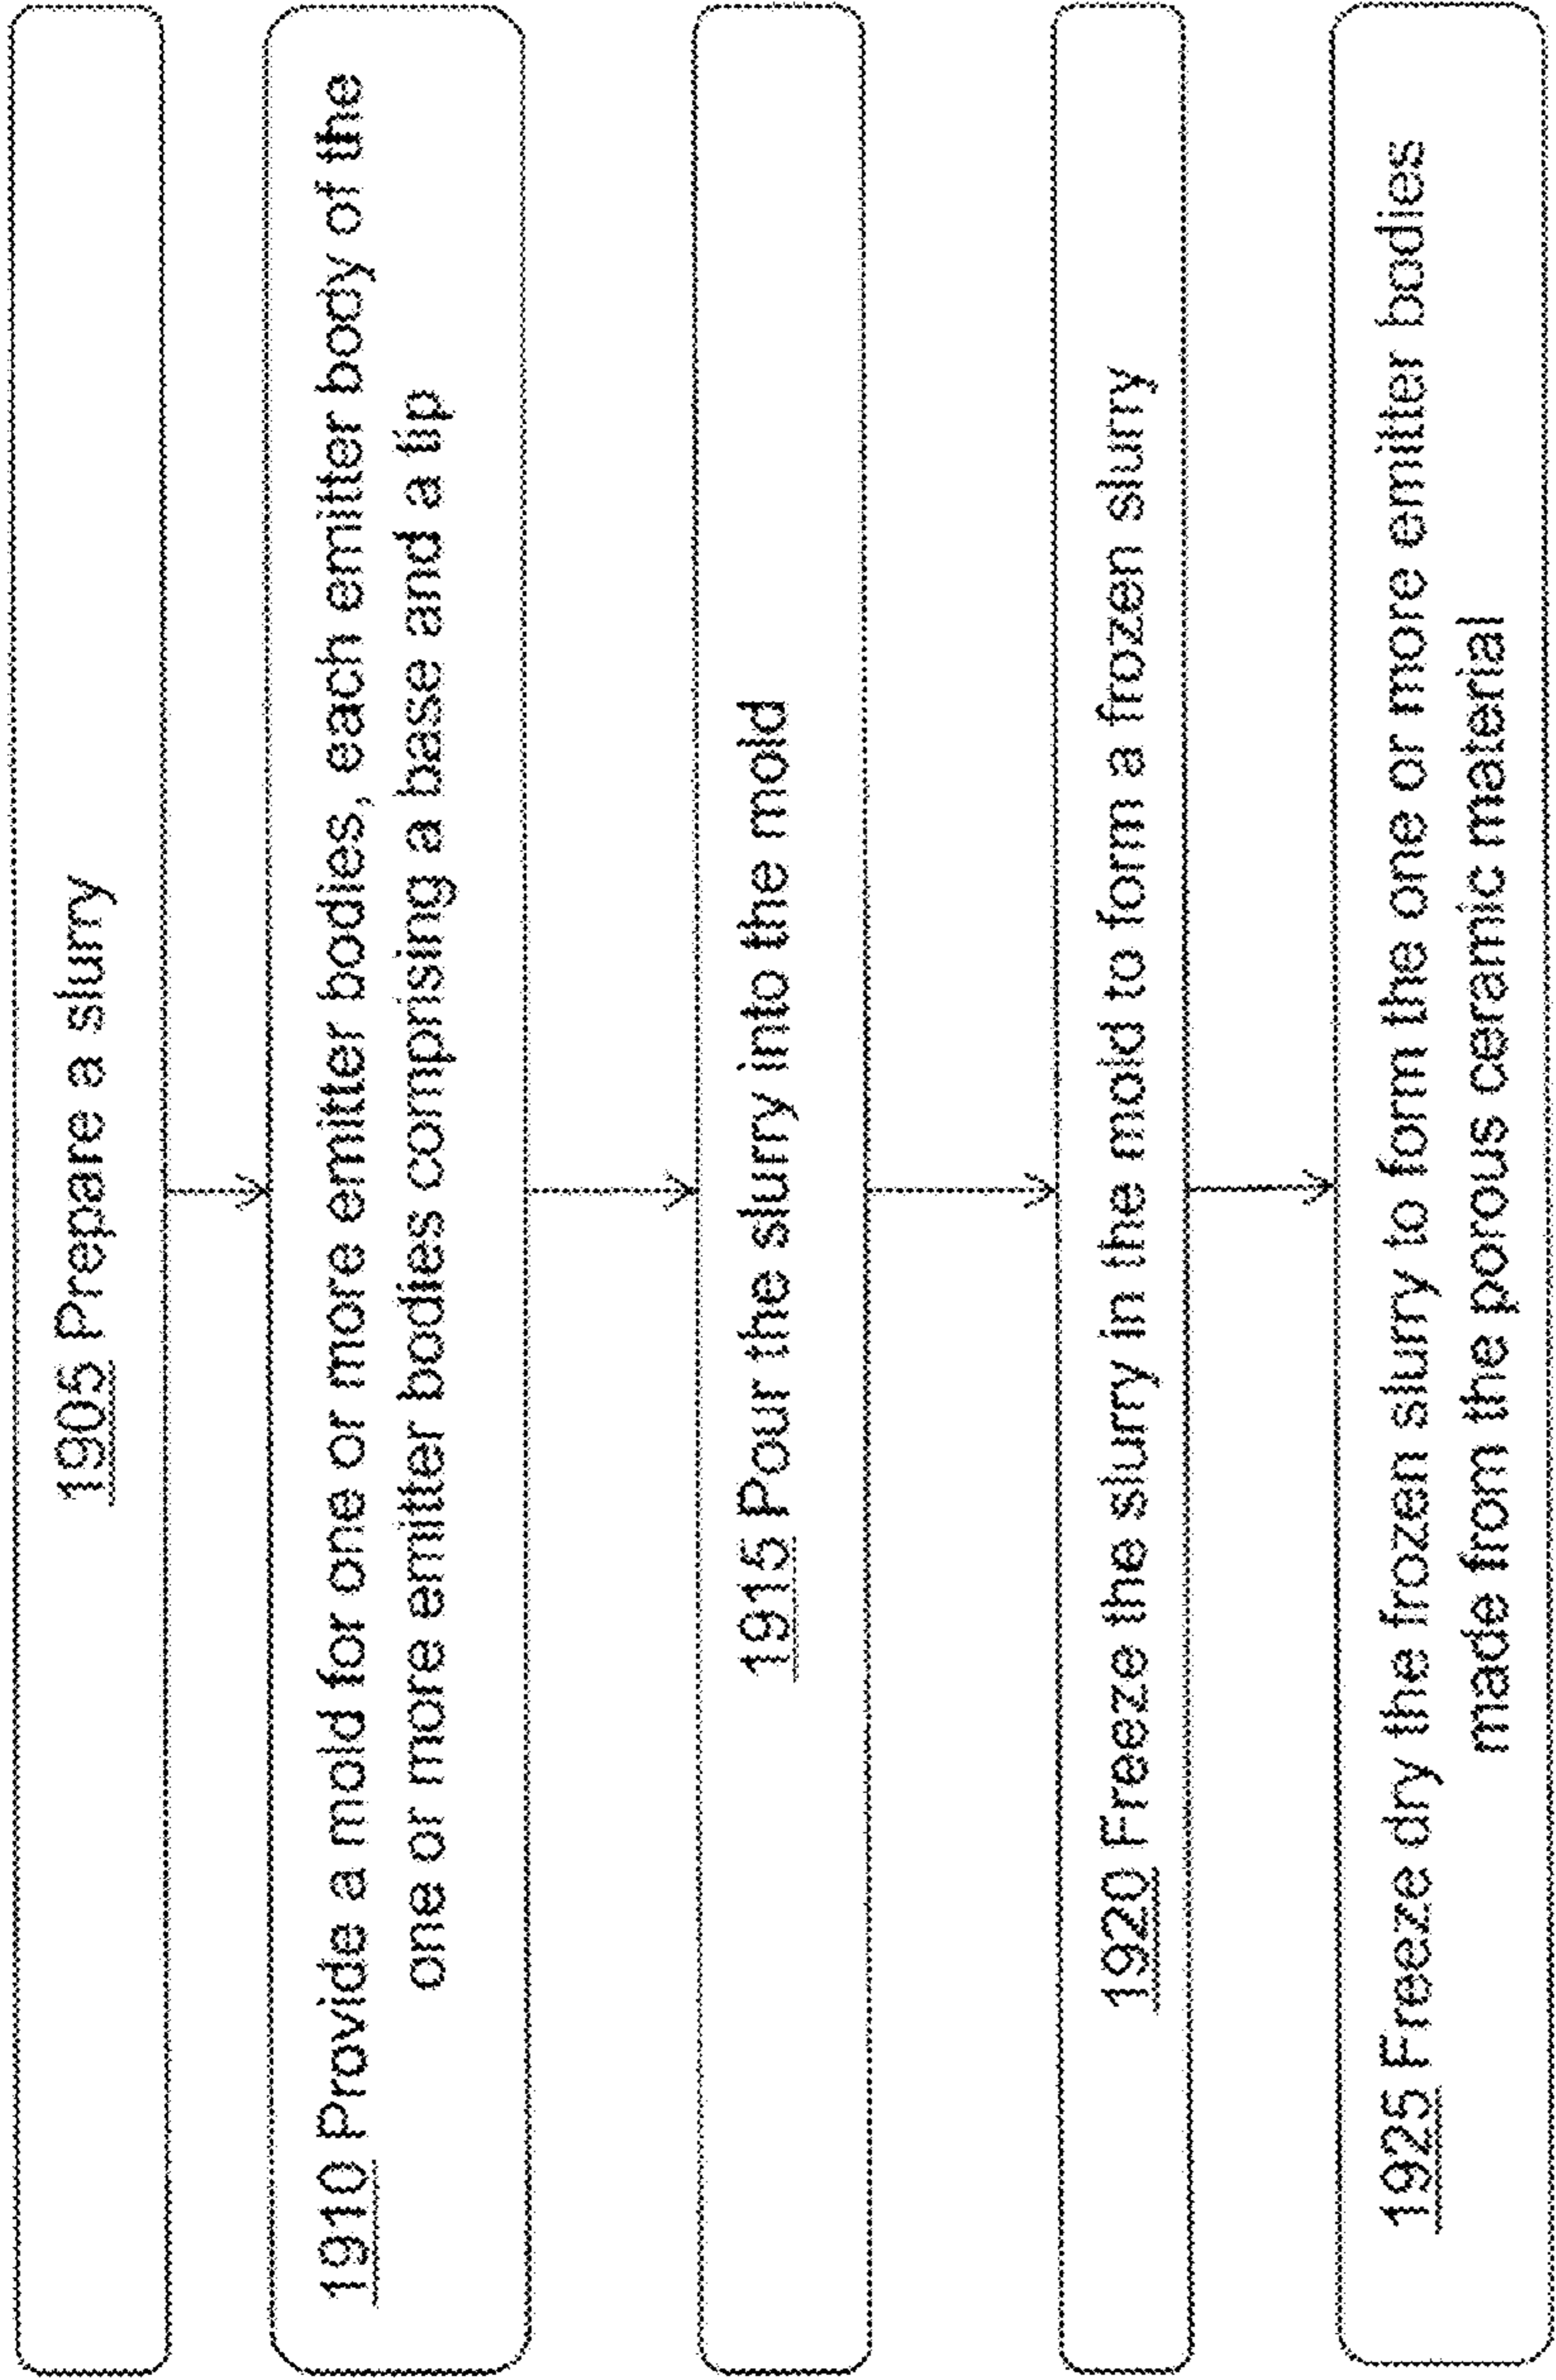 1905 Prepare a slurry
1910 Provide a mold for one or more emitter bodies, each emitter body of the
one or more emitter bodies comprising a base and a lip
1915 Pour the slurry into the mold
1920 Freeze the slurry in the mold to form a frozen slurry
1925 Freeze dry the frozen slurry to form the one or more emitter bodies
made from the porous ceramic material